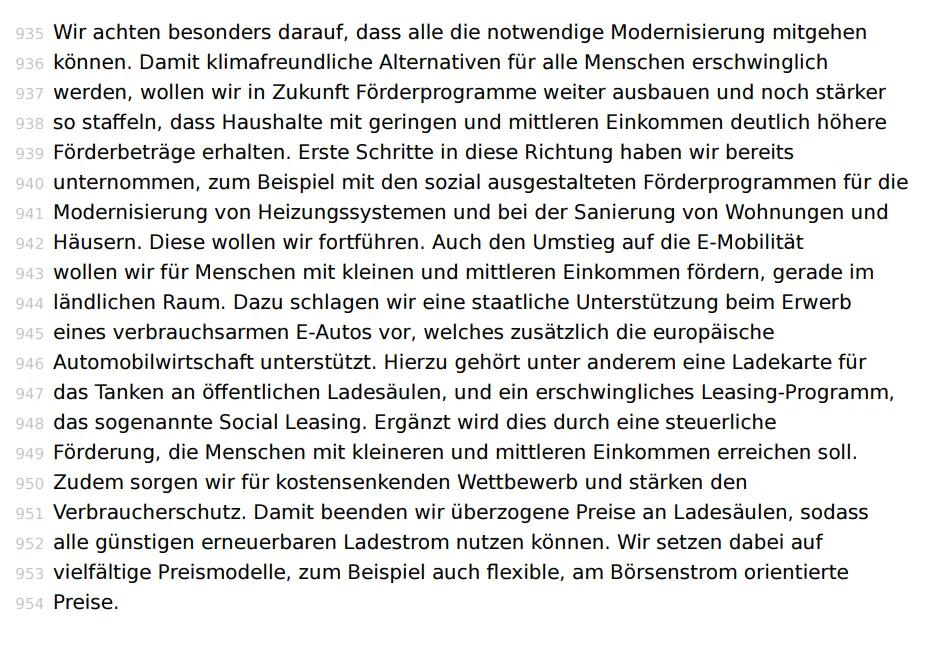 935 Wir achten besonders darauf, dass alle die notwendige Modernisierung mitgehen
936 können. Damit klimafreundliche Alternativen für alle Menschen erschwinglich
937 werden, wollen wir in Zukunft Förderprogramme weiter ausbauen und noch stärker
938 so staffeln, dass Haushalte mit geringen und mittleren Einkommen deutlich höhere
939 Förderbeträge erhalten. Erste Schritte in diese Richtung haben wir bereits
940 unternommen, zum Beispiel mit den sozial ausgestalteten Förderprogrammen für die
941 Modernisierung von Heizungssystemen und bei der Sanierung von Wohnungen und
942 Häusern. Diese wollen wir fortführen. Auch den Umstieg auf die E-Mobilität
943 wollen wir für Menschen mit kleinen und mittleren Einkommen fördern, gerade im
944 ländlichen Raum. Dazu schlagen wir eine staatliche Unterstützung beim Erwerb
945 eines verbrauchsarmen E-Autos vor, welches zusätzlich die europäische
946 Automobilwirtschaft unterstützt. Hierzu gehört unter anderem eine Ladekarte für
947 das Tanken an öffentlichen Ladesäulen, und ein erschwingliches Leasing-Programm,
948 das sogenannte Social Leasing. Ergänzt wird dies durch eine steuerliche
949 Förderung, die Menschen mit kleineren und mittleren Einkommen erreichen soll.
950 Zudem sorgen wir für kostensenkenden Wettbewerb und stärken den
951 Verbraucherschutz. Damit beenden wir überzogene Preise an Ladesäulen, sodass
952 alle günstigen erneuerbaren Ladestrom nutzen können. Wir setzen dabei auf
953 vielfältige Preismodelle, zum Beispiel auch flexible, am Börsenstrom orientierte
954 Preise.